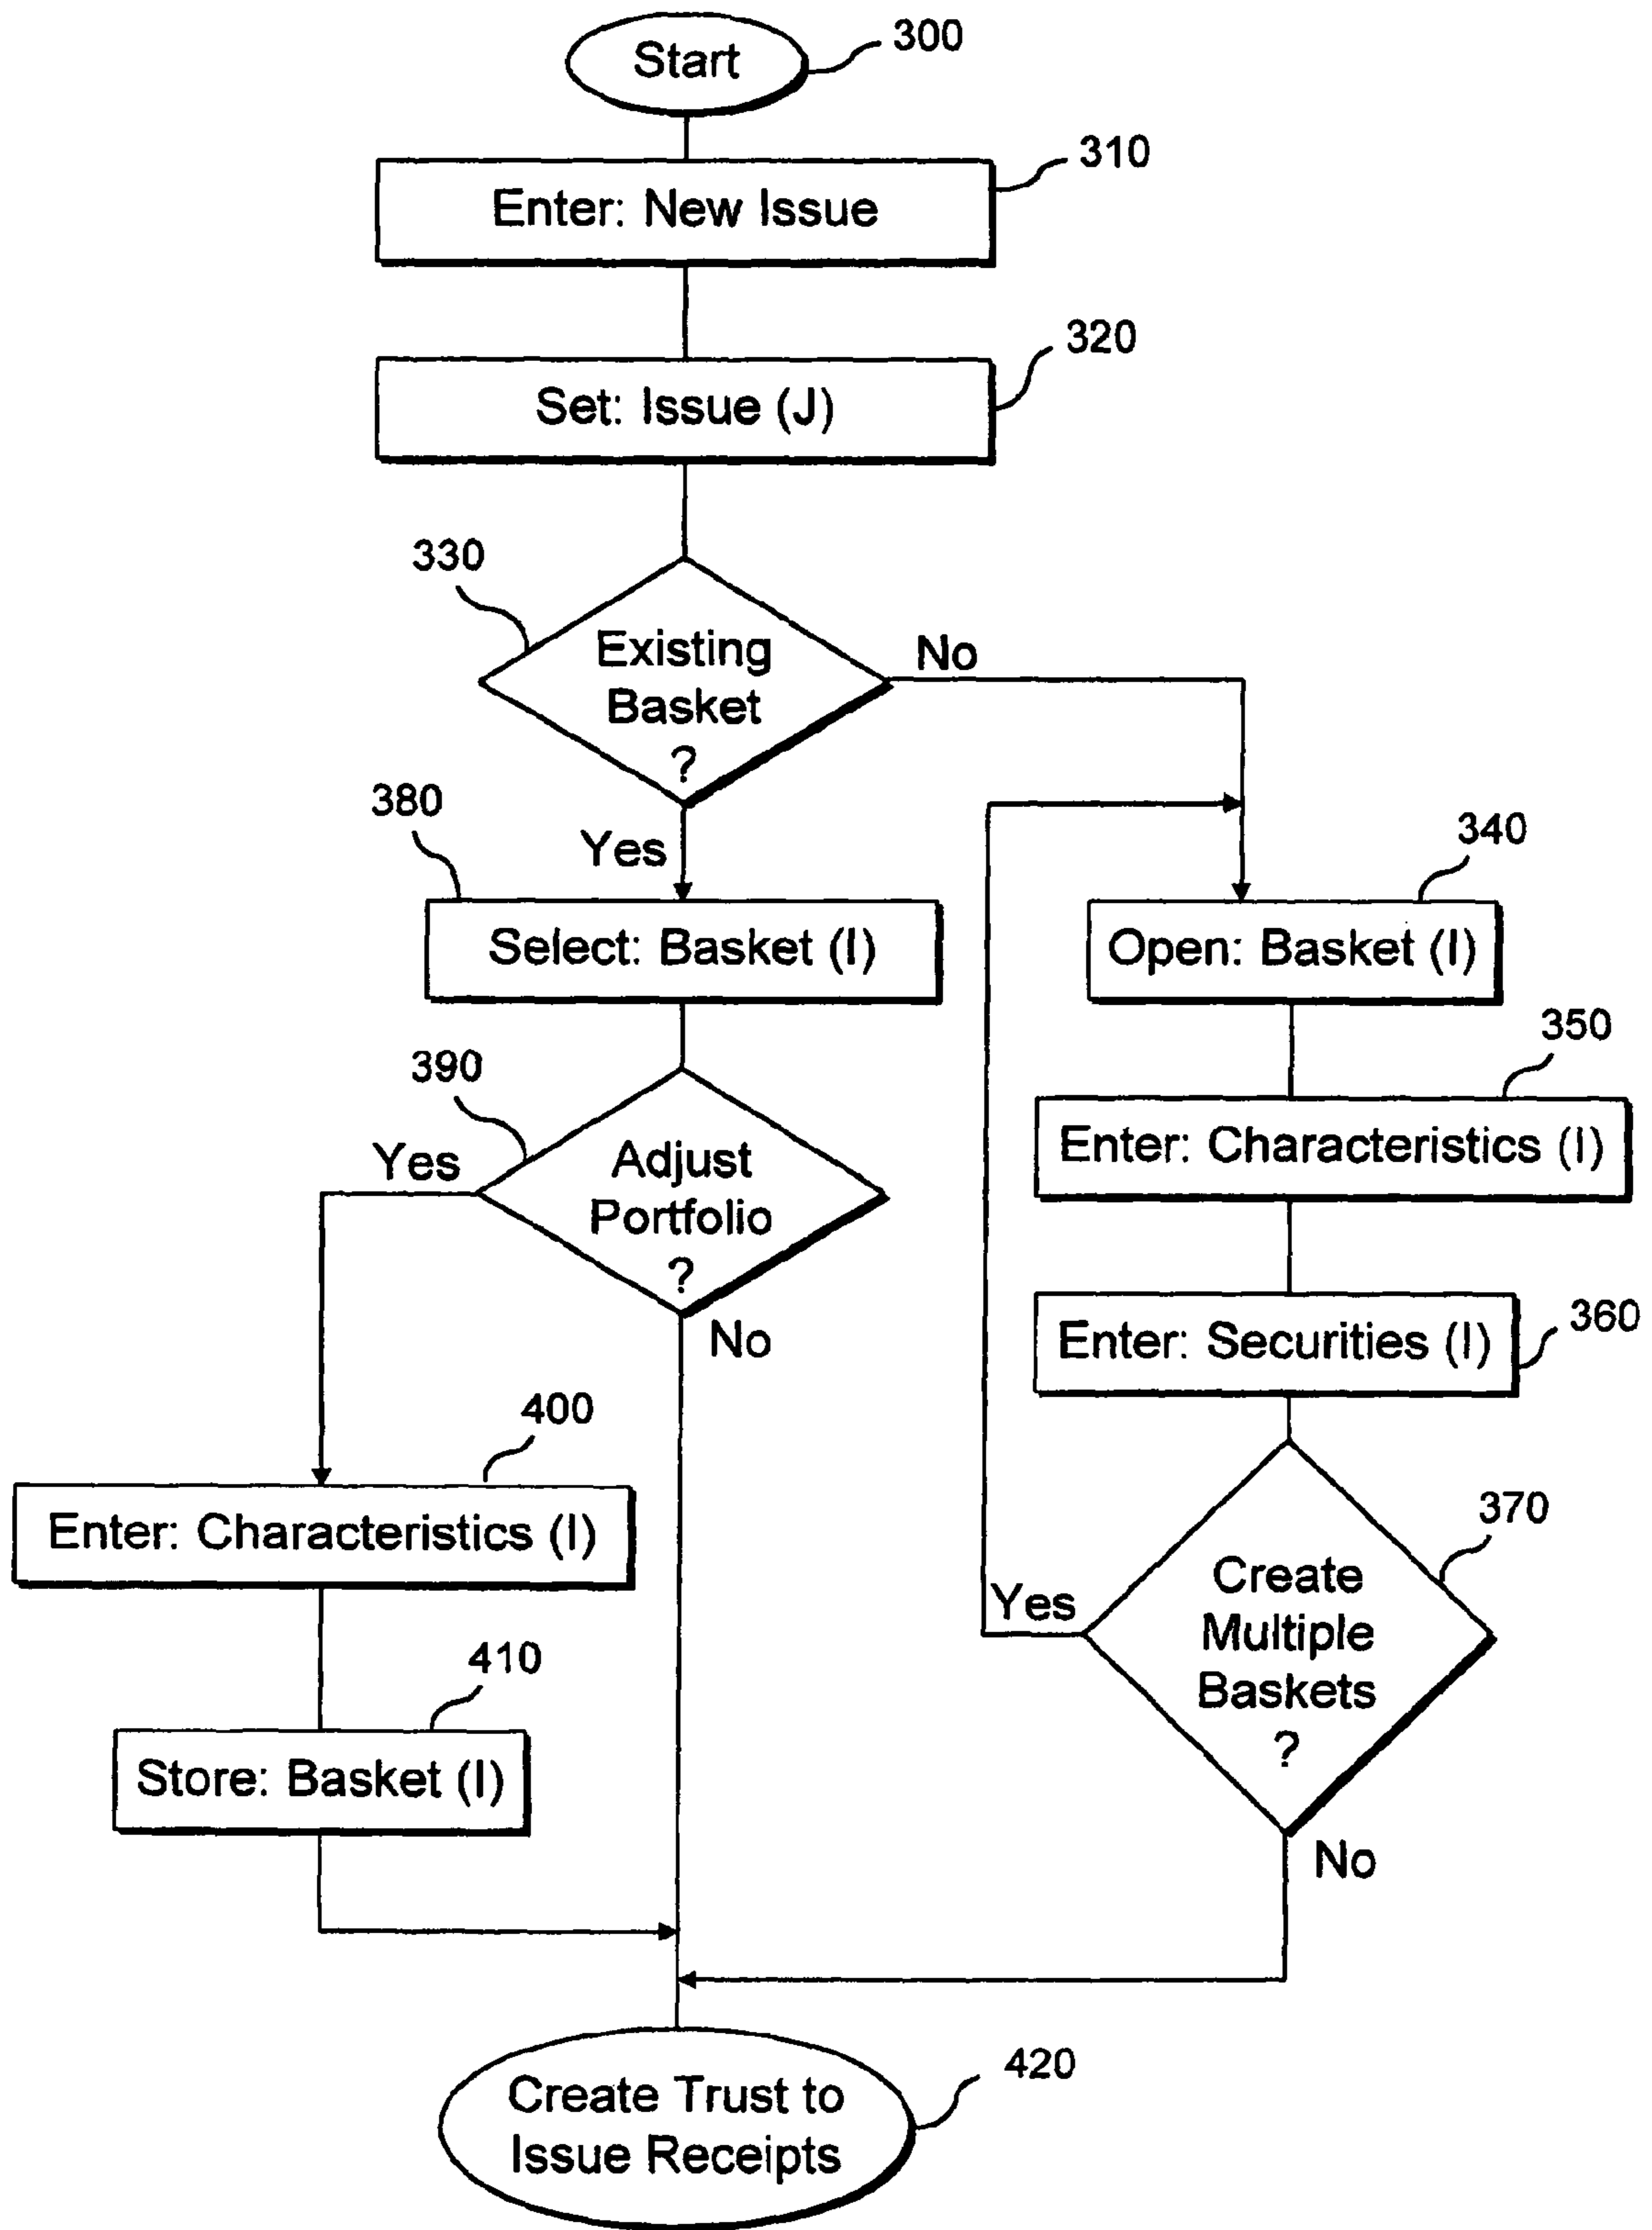 Start
300
310
Enter: New Issue
320
Set: Issue (J)
330
Existing
Basket
?
No
Yes
380
Select: Basket (I)
340
Open: Basket (I)
350
Enter: Characteristics (I)
390
Yes
Adjust
Portfolio
?
No
360
Enter: Securities (I)
400
Enter: Characteristics (I)
370
Create
Multiple
Baskets
?
Yes
No
410
Store: Basket (I)
420
Create Trust to
Issue Receipts